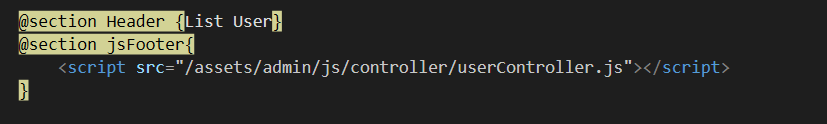 @section Header {List User}
@section jsFooter{
    <script src="/assets/admin/js/controller/userController.js"></script>
}